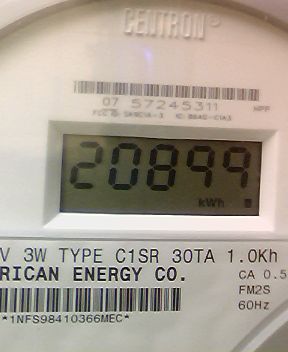 CENTRON
07 57245311
HPF
20899
kWh
V 3W TYPE C1SR 30TA 1.0Kh
RICAN ENERGY CO.
CA 0.5
FM2S
60Hz
*1NFS98410366MEC*